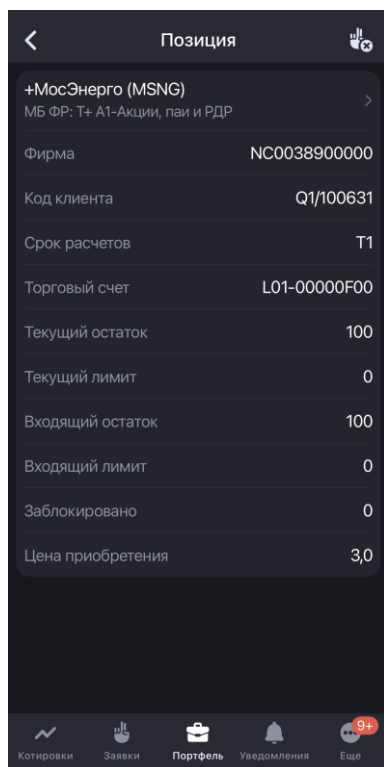 Позиция
+МосЭнерго (MSNG)
МБ ФР: Т+ А1-Акции, паи и РДР
Фирма NC0038900000
Код клиента Q1/100631
Срок расчетов T1
Торговый счет L01-00000F00
Текущий остаток 100
Текущий лимит 0
Входящий остаток 100
Входящий лимит 0
Заблокировано 0
Цена приобретения 3,0
9+
Котировки Заявки Портфель Уведомления Еще